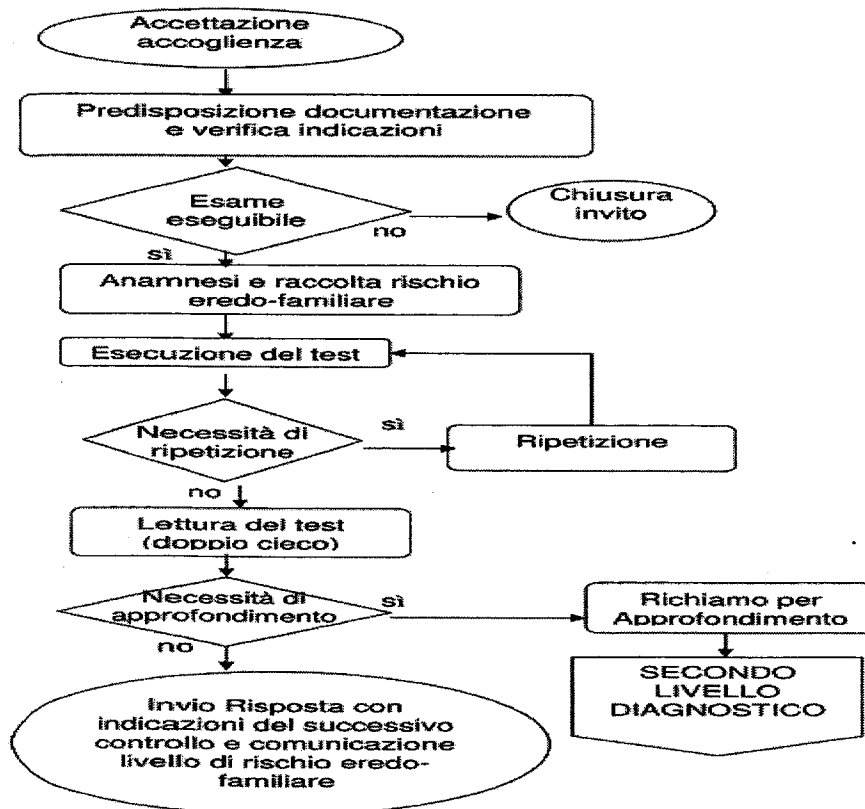 Accettazione
accoglienza
Predisposizione documentazione
e verifica indicazioni
Esame
eseguibile
no
Chiusura
invito
sì
Anamnesi e raccolta rischio
eredo-familiare
Esecuzione del test
Necessità di
ripetizione
sì
Ripetizione
no
Lettura del test
(doppio cieco)
Necessità di
approfondimento
sì
Richiamo per
Approfondimento
no
SECONDO
LIVELLO
DIAGNOSTICO
Invio Risposta con
indicazioni del successivo
controllo e comunicazione
livello di rischio eredo-
familiare